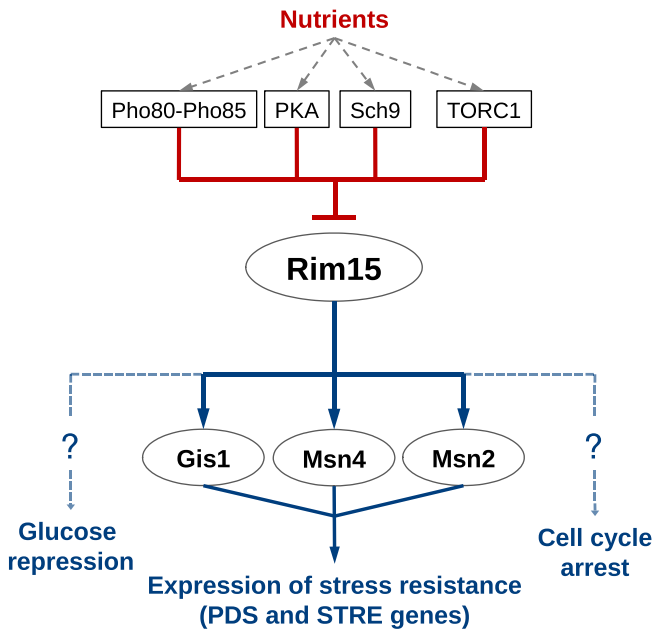 Nutrients
Pho80-Pho85
PKA
Sch9
TORC1
Rim15
?
?
Gis1
Msn4
Msn2
Glucose
repression
Cell cycle
arrest
Expression of stress resistance
(PDS and STRE genes)